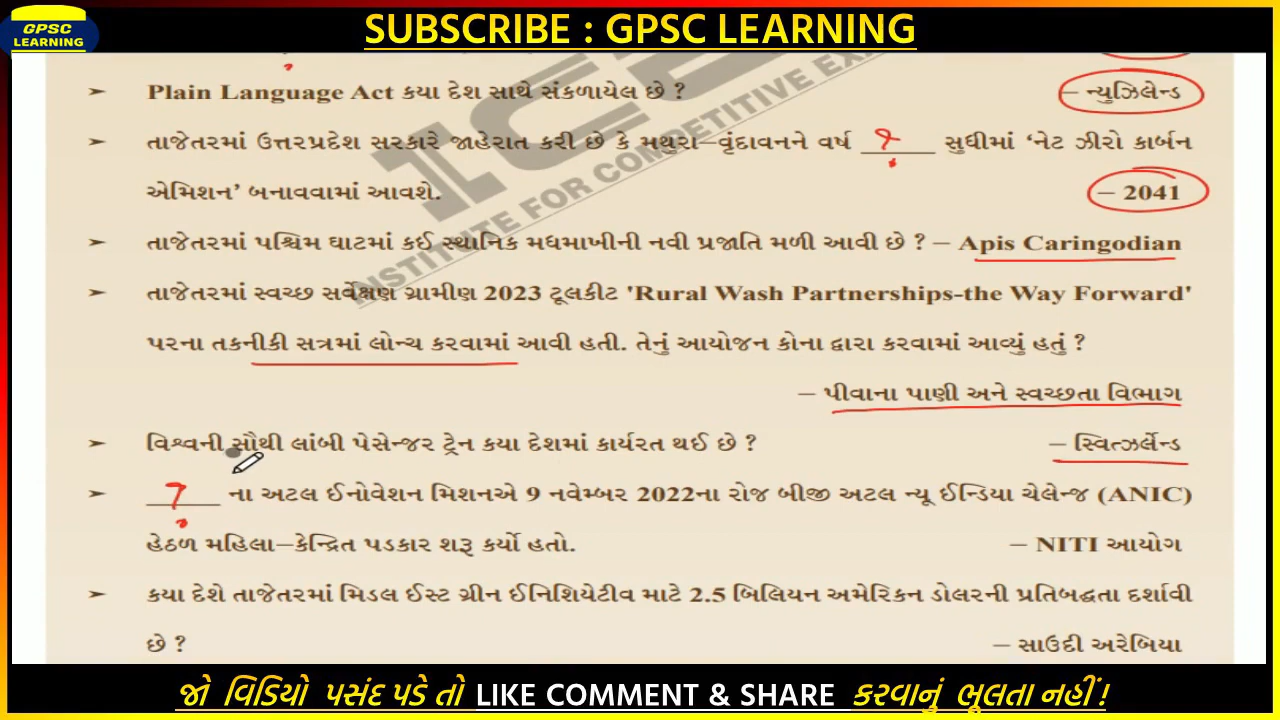 GPSC
LEARNING
SUBSCRIBE : GPSC LEARNING
➤ Plain Language Act કયા દેશ સાથે સંકળાયેલ છે ? – ન્યુઝિલેન્ડ
➤ તાજેતરમાં ઉત્તરપ્રદેશ સરકારે જાહેરાત કરી છે કે મથુરા–વૃંદાવનને વર્ષ ______ સુધીમાં ‘નેટ ઝીરો કાર્બન
એમિશન’ બનાવવામાં આવશે. – 2041
➤ તાજેતરમાં પશ્ચિમ ઘાટમાં કઈ સ્થાનિક મધમાખીની નવી પ્રજાતિ મળી આવી છે ? – Apis Caringodian
➤ તાજેતરમાં સ્વચ્છ સર્વેક્ષણ ગ્રામીણ 2023 ટૂલકીટ 'Rural Wash Partnerships-the Way Forward'
પરના તકનીકી સત્રમાં લોન્ચ કરવામાં આવી હતી. તેનું આયોજન કોના દ્વારા કરવામાં આવ્યું હતું ?
– પીવાના પાણી અને સ્વચ્છતા વિભાગ
➤ વિશ્વની સૌથી લાંબી પેસેન્જર ટ્રેન કયા દેશમાં કાર્યરત થઈ છે ? – સ્વિત્ઝર્લેન્ડ
➤ ______ ના અટલ ઈનોવેશન મિશનએ 9 નવેમ્બર 2022ના રોજ બીજી અટલ ન્યૂ ઈન્ડિયા ચેલેન્જ (ANIC)
હેઠળ મહિલા–કેન્દ્રિત પડકાર શરૂ કર્યો હતો. – NITI આયોગ
➤ કયા દેશે તાજેતરમાં મિડલ ઈસ્ટ ગ્રીન ઈનિશિયેટીવ માટે 2.5 બિલિયન અમેરિકન ડોલરની પ્રતિબદ્ધતા દર્શાવી
છે ? – સાઉદી અરેબિયા
INSTITUTE FOR COMPETITIVE
જો વિડિયો પસંદ પડે તો LIKE COMMENT & SHARE કરવાનું ભૂલતા નહીં !